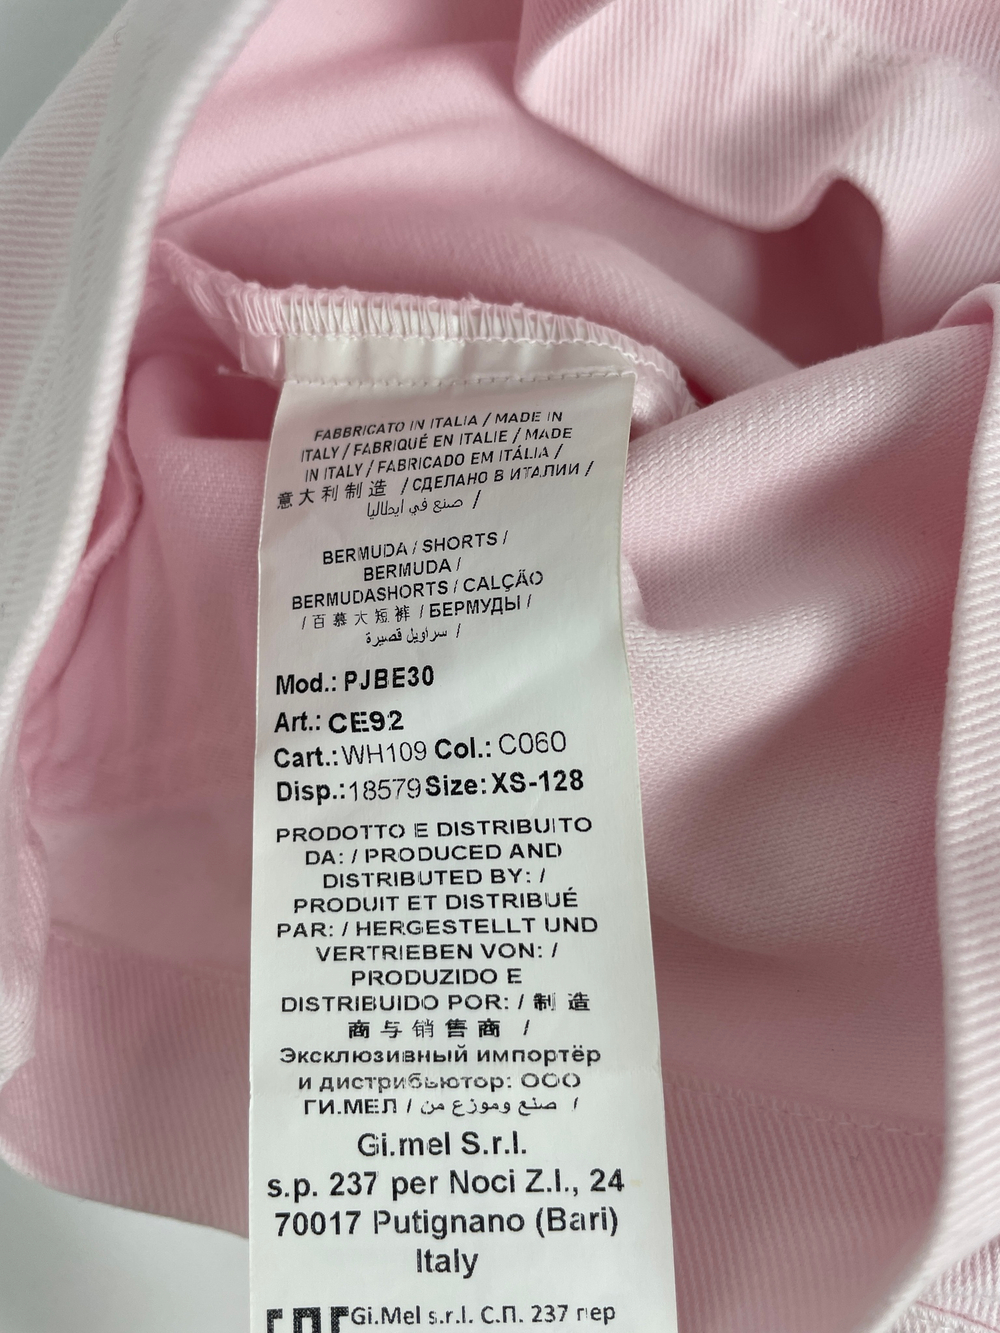 FABBRICATO IN ITALIA / MADE IN
ITALY / FABRIQUÉ EN ITALIE / MADE
IN ITALY / FABRICADO EM ITÁLIA /
意大利制造 / СДЕЛАНО В ИТАЛИИ /
صنع في ايطاليا /
BERMUDA / SHORTS /
BERMUDA /
BERMUDASHORTS / CALÇÃO
/ 百慕大短裤 / БЕРМУДЫ /
سراويل قصيرة /
Mod.: PJBE30
Art.: CE92
Cart.: WH109 Col.: C060
Disp.: 18579 Size: XS-128
PRODOTTO E DISTRIBUITO
DA: / PRODUCED AND
DISTRIBUTED BY: /
PRODUIT ET DISTRIBUÉ
PAR: / HERGESTELLT UND
VERTRIEBEN VON: /
PRODUZIDO E
DISTRIBUIDO POR: / 制造
商与销售商 /
Эксклюзивный импортёр
и дистрибьютор: ООО
ГИ.МЕЛ / صنع وموزع من /
Gi.mel S.r.l.
s.p. 237 per Noci Z.I., 24
70017 Putignano (Bari)
Italy
Gi.Mel s.r.l. С.П. 237 пер